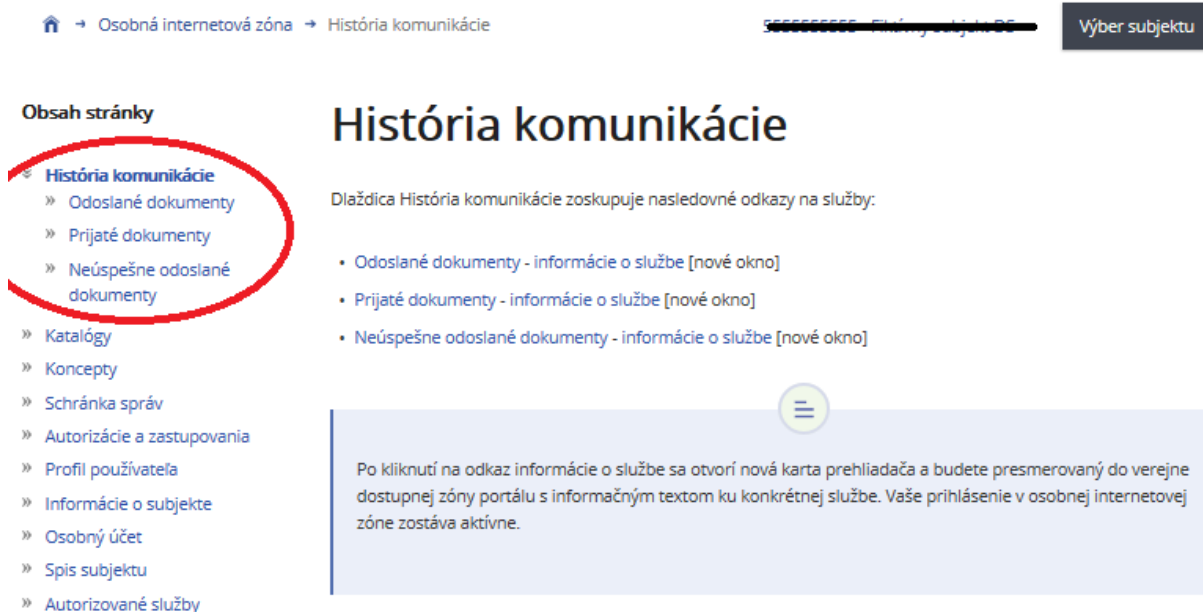 Osobná internetová zóna → História komunikácie
Výber subjektu
Obsah stránky
História komunikácie
Odoslané dokumenty
Prijaté dokumenty
Neúspešne odoslané
dokumenty
Katalógy
Koncepty
Schránka správ
Autorizácie a zastupovania
Profil používateľa
Informácie o subjekte
Osobný účet
Spis subjektu
Autorizované služby
História komunikácie
Dlaždica História komunikácie zoskupuje nasledovné odkazy na služby:
• Odoslané dokumenty - informácie o službe [nové okno]
• Prijaté dokumenty - informácie o službe [nové okno]
• Neúspešne odoslané dokumenty - informácie o službe [nové okno]
Po kliknutí na odkaz informácie o službe sa otvorí nová karta prehliadača a budete presmerovaný do verejne
dostupnej zóny portálu s informačným textom ku konkrétnej službe. Vaše prihlásenie v osobnej internetovej
zóne zostáva aktívne.